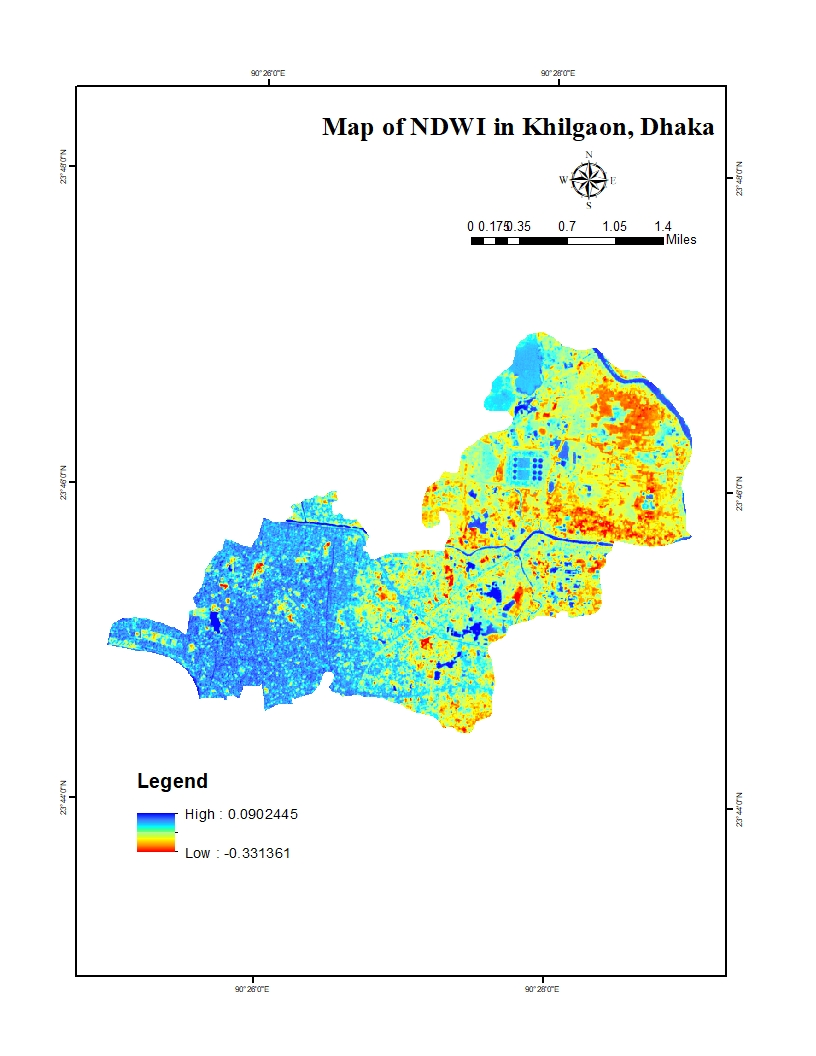 90°26'0"E 90°28'0"E
Map of NDWI in Khilgaon, Dhaka
N
W E
S
0 0.175 0.35 0.7 1.05 1.4
Miles
23°48'0"N 23°48'0"N
23°46'0"N 23°46'0"N
23°44'0"N 23°44'0"N
Legend
High : 0.0902445
Low : -0.331361
90°26'0"E 90°28'0"E